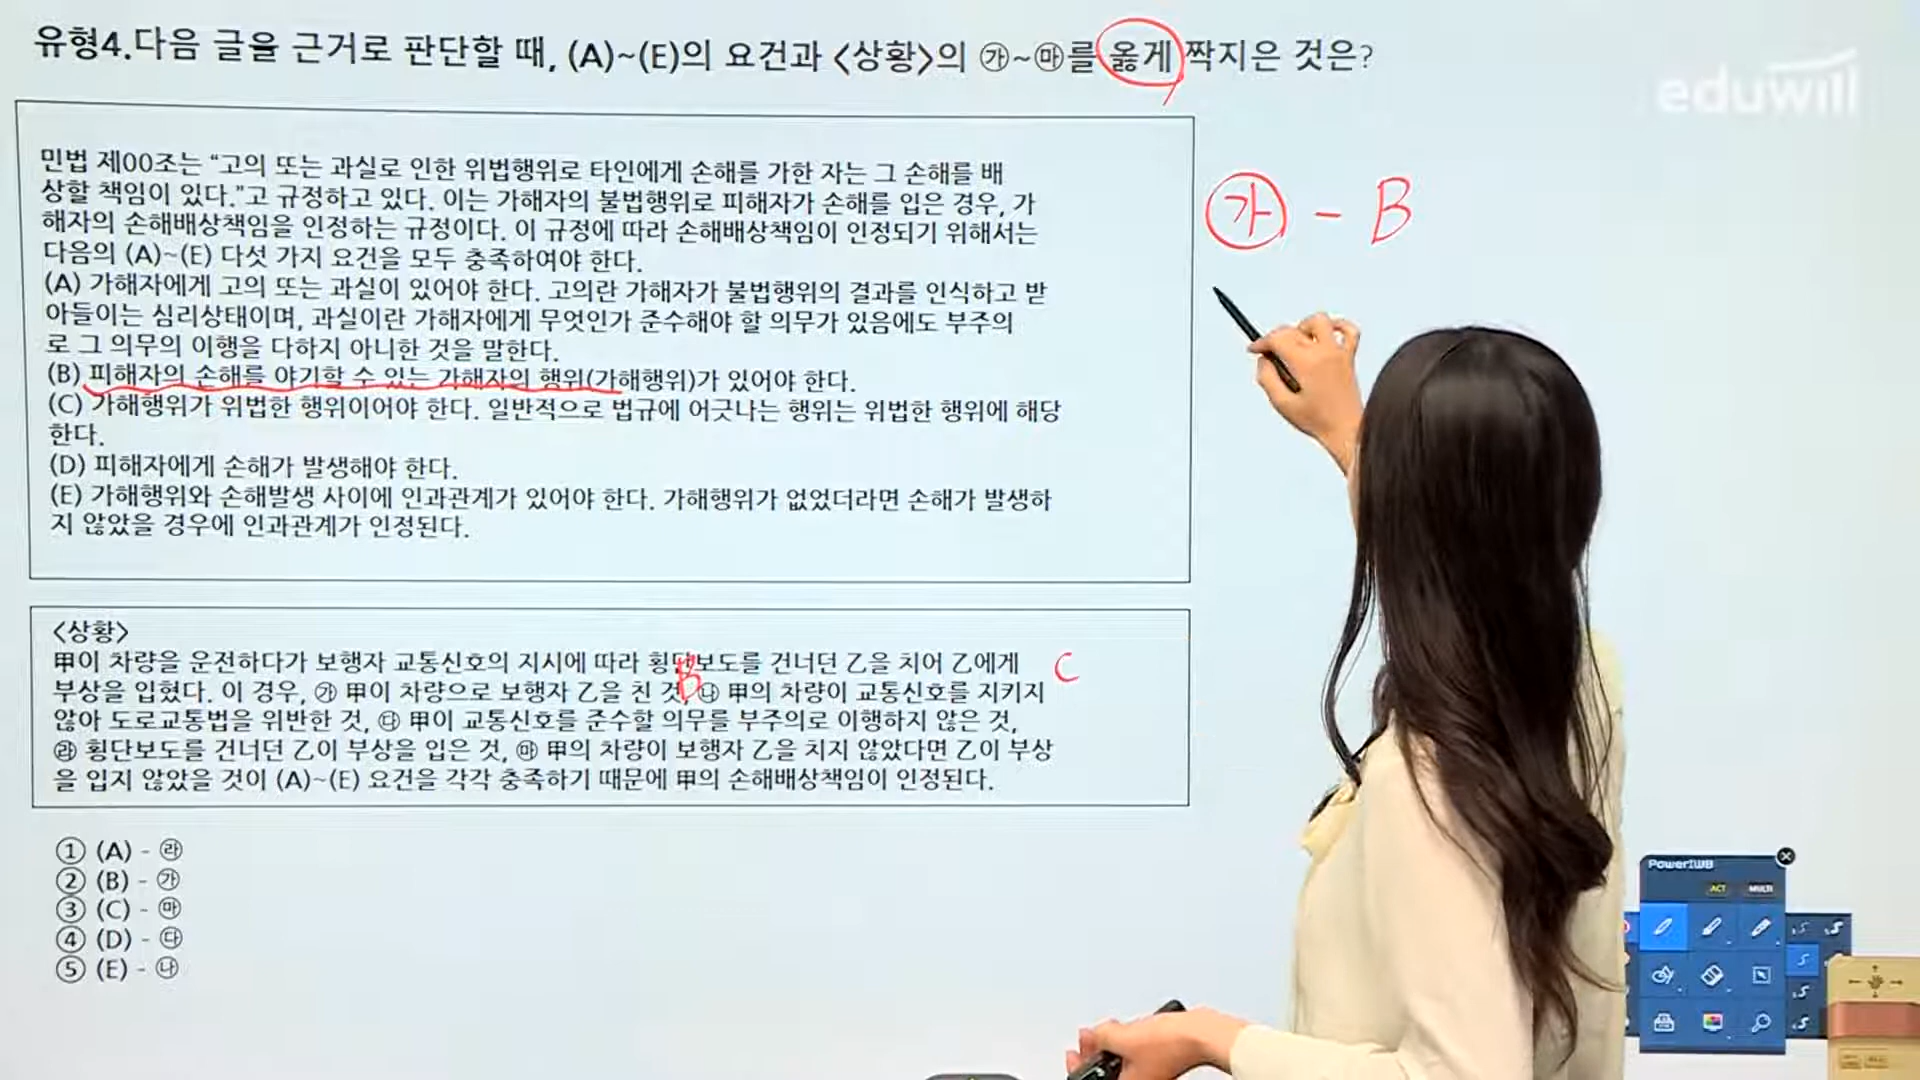 유형4.다음 글을 근거로 판단할 때, (A)~(E)의 요건과 <상황>의 ㉮~㉲를 옳게 짝지은 것은?
eduwill
민법 제00조는 “고의 또는 과실로 인한 위법행위로 타인에게 손해를 가한 자는 그 손해를 배
상할 책임이 있다.”고 규정하고 있다. 이는 가해자의 불법행위로 피해자가 손해를 입은 경우, 가
해자의 손해배상책임을 인정하는 규정이다. 이 규정에 따라 손해배상책임이 인정되기 위해서는
다음의 (A)~(E) 다섯 가지 요건을 모두 충족하여야 한다.
(A) 가해자에게 고의 또는 과실이 있어야 한다. 고의란 가해자가 불법행위의 결과를 인식하고 받
아들이는 심리상태이며, 과실이란 가해자에게 무엇인가 준수해야 할 의무가 있음에도 부주의
로 그 의무의 이행을 다하지 아니한 것을 말한다.
(B) 피해자의 손해를 야기할 수 있는 가해자의 행위(가해행위)가 있어야 한다.
(C) 가해행위가 위법한 행위이어야 한다. 일반적으로 법규에 어긋나는 행위는 위법한 행위에 해당
한다.
(D) 피해자에게 손해가 발생해야 한다.
(E) 가해행위와 손해발생 사이에 인과관계가 있어야 한다. 가해행위가 없었더라면 손해가 발생하
지 않았을 경우에 인과관계가 인정된다.
㉮ - B
<상황>
甲이 차량을 운전하다가 보행자 교통신호의 지시에 따라 횡단보도를 건너던 乙을 치어 乙에게
부상을 입혔다. 이 경우, ㉮ 甲이 차량으로 보행자 乙을 친 것, ㉯ 甲의 차량이 교통신호를 지키지
않아 도로교통법을 위반한 것, ㉰ 甲이 교통신호를 준수할 의무를 부주의로 이행하지 않은 것,
㉱ 횡단보도를 건너던 乙이 부상을 입은 것, ㉲ 甲의 차량이 보행자 乙을 치지 않았다면 乙이 부상
을 입지 않았을 것이 (A)~(E) 요건을 각각 충족하기 때문에 甲의 손해배상책임이 인정된다.
B
C
① (A) - ㉱
② (B) - ㉮
③ (C) - ㉲
④ (D) - ㉰
⑤ (E) - ㉯
PowerIWB
ACT MULTI